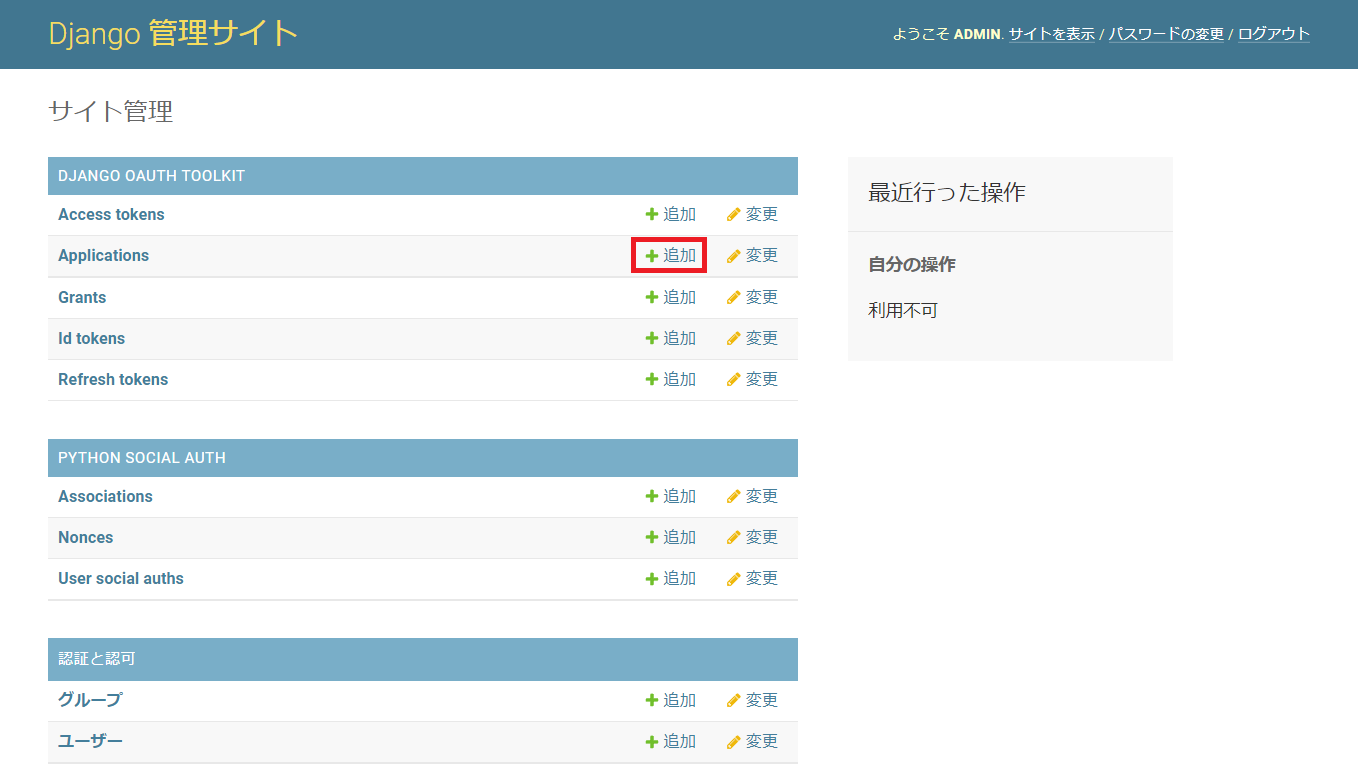 Django 管理サイト
ようこそ ADMIN. サイトを表示 / パスワードの変更 / ログアウト
サイト管理
DJANGO OAUTH TOOLKIT
Access tokens 追加 変更
Applications 追加 変更
Grants 追加 変更
Id tokens 追加 変更
Refresh tokens 追加 変更
PYTHON SOCIAL AUTH
Associations 追加 変更
Nonces 追加 変更
User social auths 追加 変更
認証と認可
グループ 追加 変更
ユーザー 追加 変更
最近行った操作
自分の操作
利用不可